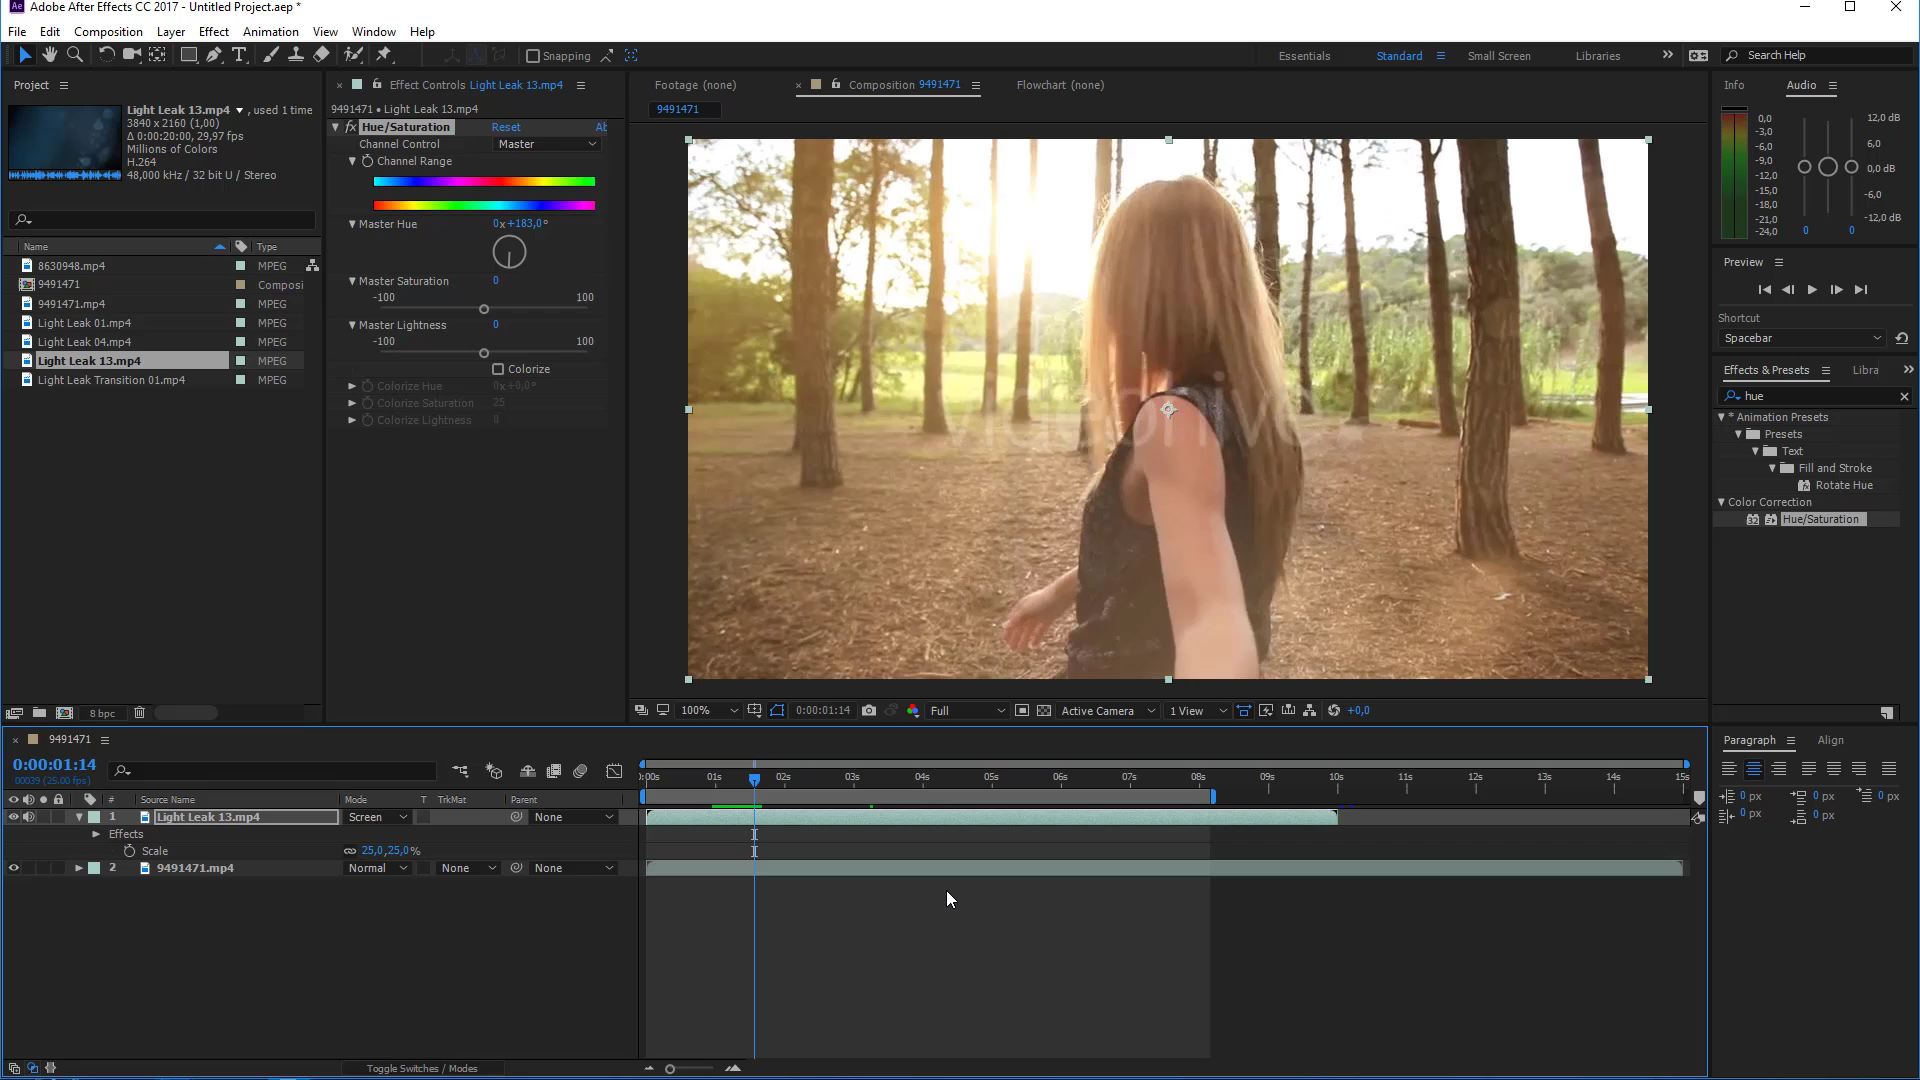 Adobe After Effects CC 2017 - Untitled Project.aep *
File Edit Composition Layer Effect Animation View Window Help
Snapping
Essentials Standard Small Screen Libraries
Search Help
Project
Light Leak 13.mp4 , used 1 time
3840 x 2160 (1,00)
Δ 0:00:20:00, 29,97 fps
Millions of Colors
H.264
48,000 kHz / 32 bit U / Stereo
Name Type
8630948.mp4 MPEG
9491471 Composi
9491471.mp4 MPEG
Light Leak 01.mp4 MPEG
Light Leak 04.mp4 MPEG
Light Leak 13.mp4 MPEG
Light Leak Transition 01.mp4 MPEG
8 bpc
Effect Controls Light Leak 13.mp4
9491471 • Light Leak 13.mp4
fx Hue/Saturation Reset Ab
Channel Control Master
Channel Range
Master Hue 0x+183,0°
Master Saturation 0
-100 100
Master Lightness 0
-100 100
Colorize
Colorize Hue 0x+0,0°
Colorize Saturation 25
Colorize Lightness
Footage (none) Composition 9491471 Flowchart (none)
9491471
videohive
100% 0:00:01:14 Full Active Camera 1 View +0,0
Info Audio
0,0
-3,0
-6,0
-9,0
-12,0
-15,0
-18,0
-21,0
-24,0
12,0 dB
6,0
0,0 dB
-6,0
-12,0 dB
0 0
Preview
Shortcut
Spacebar
Effects & Presets Libra
hue
* Animation Presets
Presets
Text
Fill and Stroke
Rotate Hue
Color Correction
32 Hue/Saturation
9491471
0:00:01:14
00039 (25.00 fps)
# Source Name Mode T TrkMat Parent
1 Light Leak 13.mp4 Screen None
Effects
Scale 25,0,25,0%
2 9491471.mp4 Normal None None
:00s 01s 02s 03s 04s 05s 06s 07s 08s 09s 10s 11s 12s 13s 14s 15s
Toggle Switches / Modes
Paragraph Align
0 px 0 px 0 px
0 px 0 px